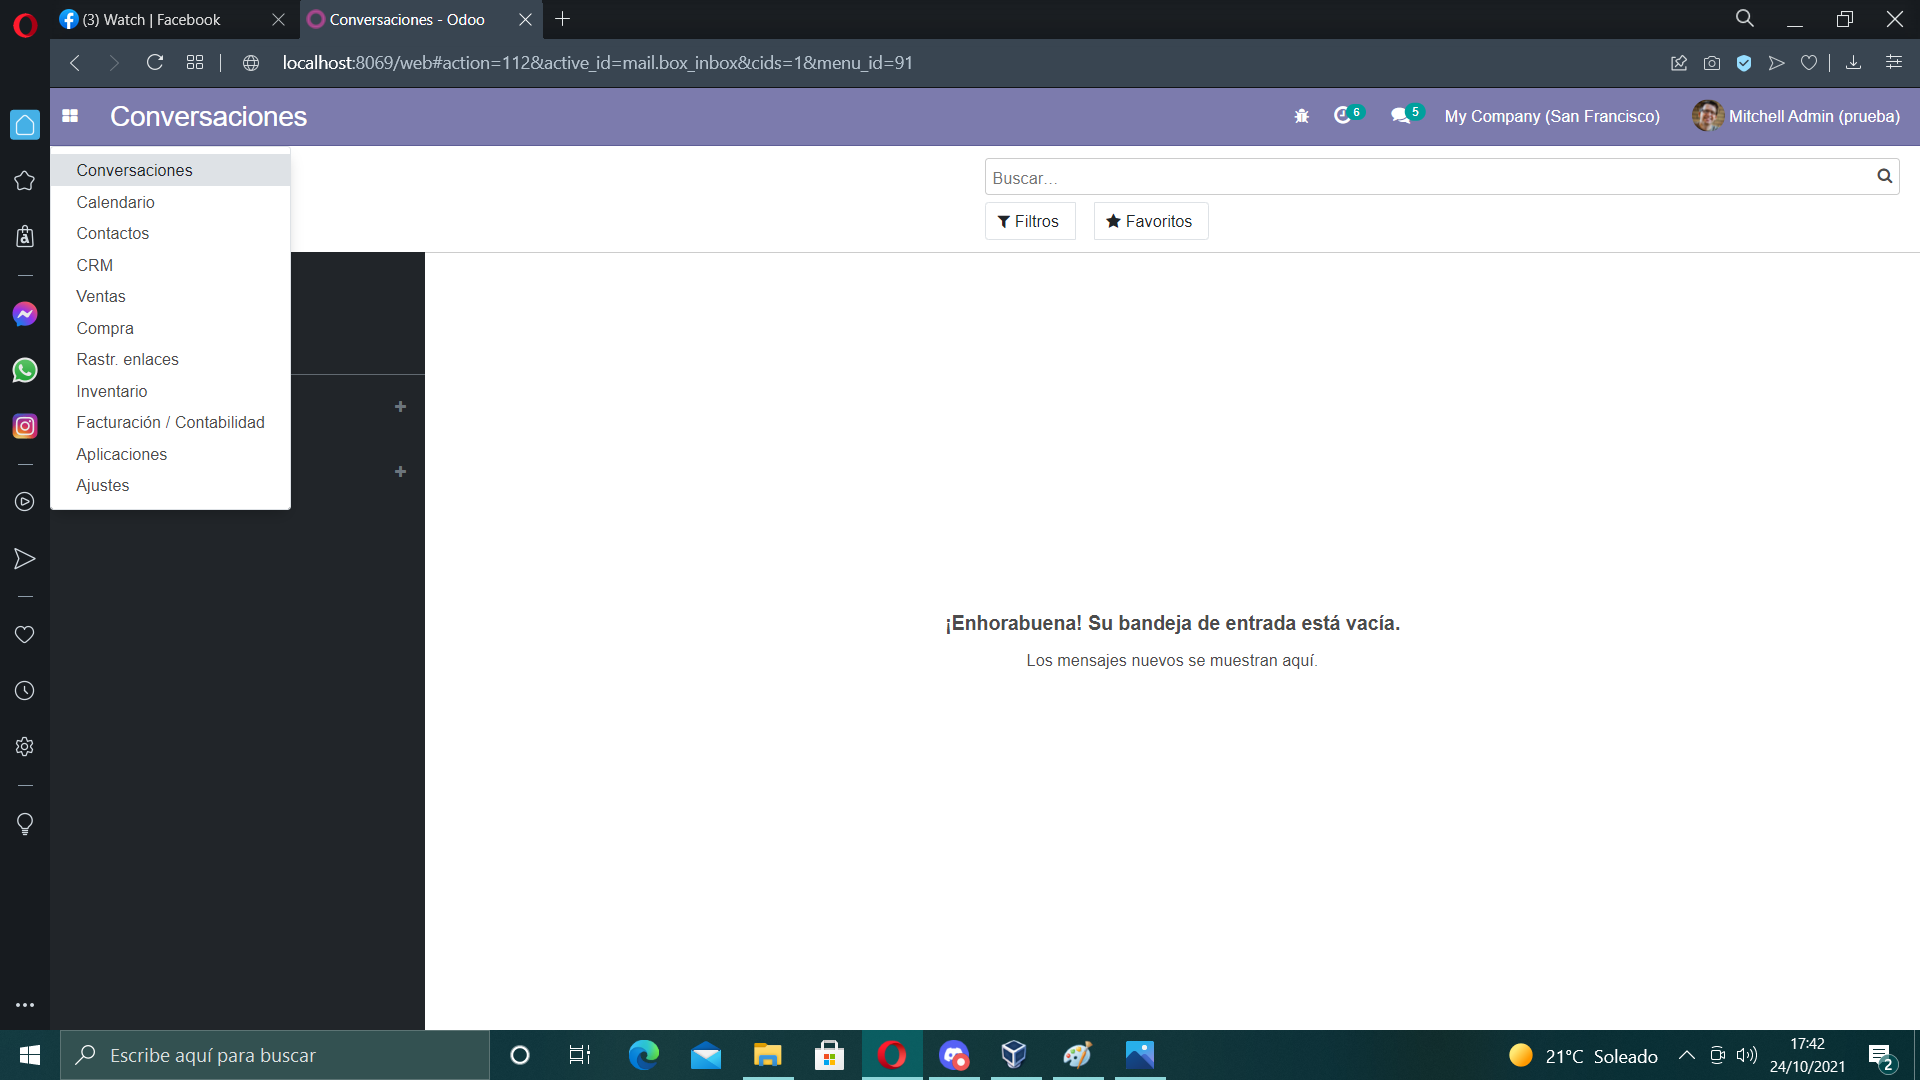 (3) Watch | Facebook
Conversaciones - Odoo
localhost:8069/web#action=112&active_id=mail.box_inbox&cids=1&menu_id=91
Conversaciones
6
5
My Company (San Francisco)
Mitchell Admin (prueba)
Conversaciones
Calendario
Contactos
CRM
Ventas
Compra
Rastr. enlaces
Inventario
Facturación / Contabilidad
Aplicaciones
Ajustes
Buscar...
Filtros
Favoritos
¡Enhorabuena! Su bandeja de entrada está vacía.
Los mensajes nuevos se muestran aquí.
Escribe aquí para buscar
21°C Soleado
17:42
24/10/2021
2